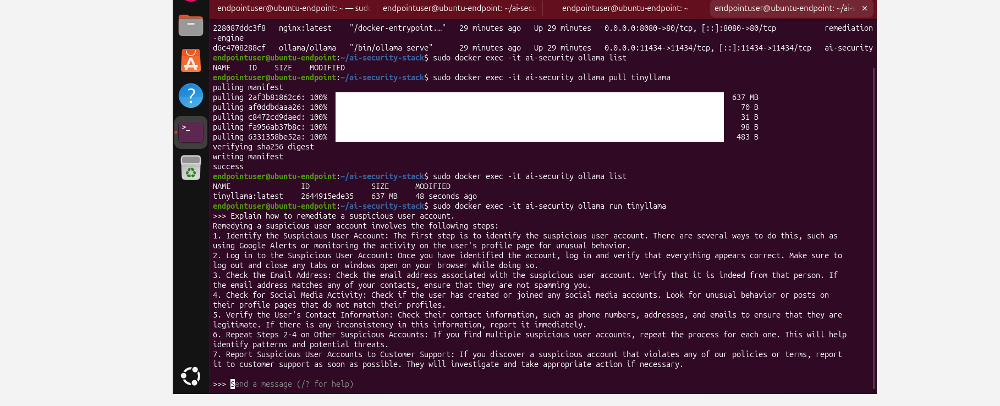 endpointuser@ubuntu-endpoint: ~ — sudo
endpointuser@ubuntu-endpoint: ~/ai-secu
endpointuser@ubuntu-endpoint: ~
endpointuser@ubuntu-endpoint: ~/ai-s ×
228087ddc3f8   nginx:latest    "/docker-entrypoint.…"   29 minutes ago   Up 29 minutes   0.0.0.0:8080->80/tcp, [::]:8080->80/tcp           remediation
-engine
d6c4708288cf   ollama/ollama   "/bin/ollama serve"      29 minutes ago   Up 29 minutes   0.0.0.0:11434->11434/tcp, [::]:11434->11434/tcp   ai-security
endpointuser@ubuntu-endpoint:~/ai-security-stack$ sudo docker exec -it ai-security ollama list
NAME    ID    SIZE    MODIFIED
endpointuser@ubuntu-endpoint:~/ai-security-stack$ sudo docker exec -it ai-security ollama pull tinyllama
pulling manifest
pulling 2af3b81862c6: 100% 637 MB
pulling af0ddbdaaa26: 100% 70 B
pulling c8472cd9daed: 100% 31 B
pulling fa956ab37b8c: 100% 98 B
pulling 6331358be52a: 100% 483 B
verifying sha256 digest
writing manifest
success
endpointuser@ubuntu-endpoint:~/ai-security-stack$ sudo docker exec -it ai-security ollama list
NAME                ID              SIZE      MODIFIED
tinyllama:latest    2644915ede35    637 MB    48 seconds ago
endpointuser@ubuntu-endpoint:~/ai-security-stack$ sudo docker exec -it ai-security ollama run tinyllama
>>> Explain how to remediate a suspicious user account.
Remedying a suspicious user account involves the following steps:
1. Identify the Suspicious User Account: The first step is to identify the suspicious user account. There are several ways to do this, such as
using Google Alerts or monitoring the activity on the user's profile page for unusual behavior.
2. Log in to the Suspicious User Account: Once you have identified the account, log in and verify that everything appears correct. Make sure to
log out and close any tabs or windows open on your browser while doing so.
3. Check the Email Address: Check the email address associated with the suspicious user account. Verify that it is indeed from that person. If
the email address matches any of your contacts, ensure that they are not spamming you.
4. Check for Social Media Activity: Check if the user has created or joined any social media accounts. Look for unusual behavior or posts on
their profile pages that do not match their profiles.
5. Verify the User's Contact Information: Check their contact information, such as phone numbers, addresses, and emails to ensure that they are
legitimate. If there is any inconsistency in this information, report it immediately.
6. Repeat Steps 2-4 on Other Suspicious Accounts: If you find multiple suspicious user accounts, repeat the process for each one. This will help
identify patterns and potential threats.
7. Report Suspicious User Accounts to Customer Support: If you discover a suspicious account that violates any of our policies or terms, report
it to customer support as soon as possible. They will investigate and take appropriate action if necessary.
>>> Send a message (/? for help)